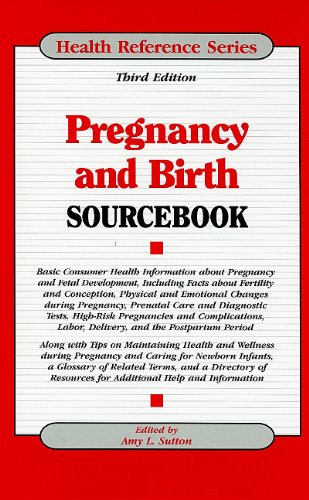 Health Reference Series
Third Edition
Pregnancy
and Birth
SOURCEBOOK
Basic Consumer Health Information about Pregnancy
and Fetal Development, Including Facts about Fertility
and Conception, Physical and Emotional Changes
during Pregnancy, Prenatal Care and Diagnostic
Tests, High-Risk Pregnancies and Complications,
Labor, Delivery, and the Postpartum Period
Along with Tips on Maintaining Health and Wellness
during Pregnancy and Caring for Newborn Infants,
a Glossary of Related Terms, and a Directory of
Resources for Additional Help and Information
Edited by
Amy L. Sutton